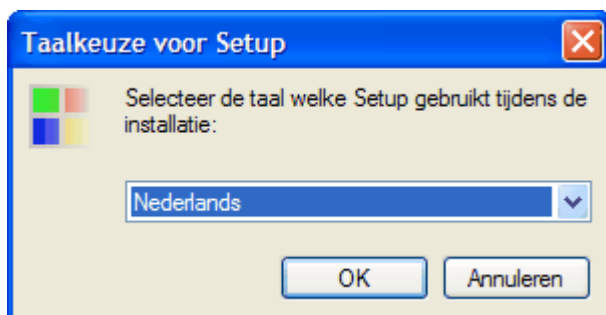 Taalkeuze voor Setup
Selecteer de taal welke Setup gebruikt tijdens de
installatie:
Nederlands
OK
Annuleren